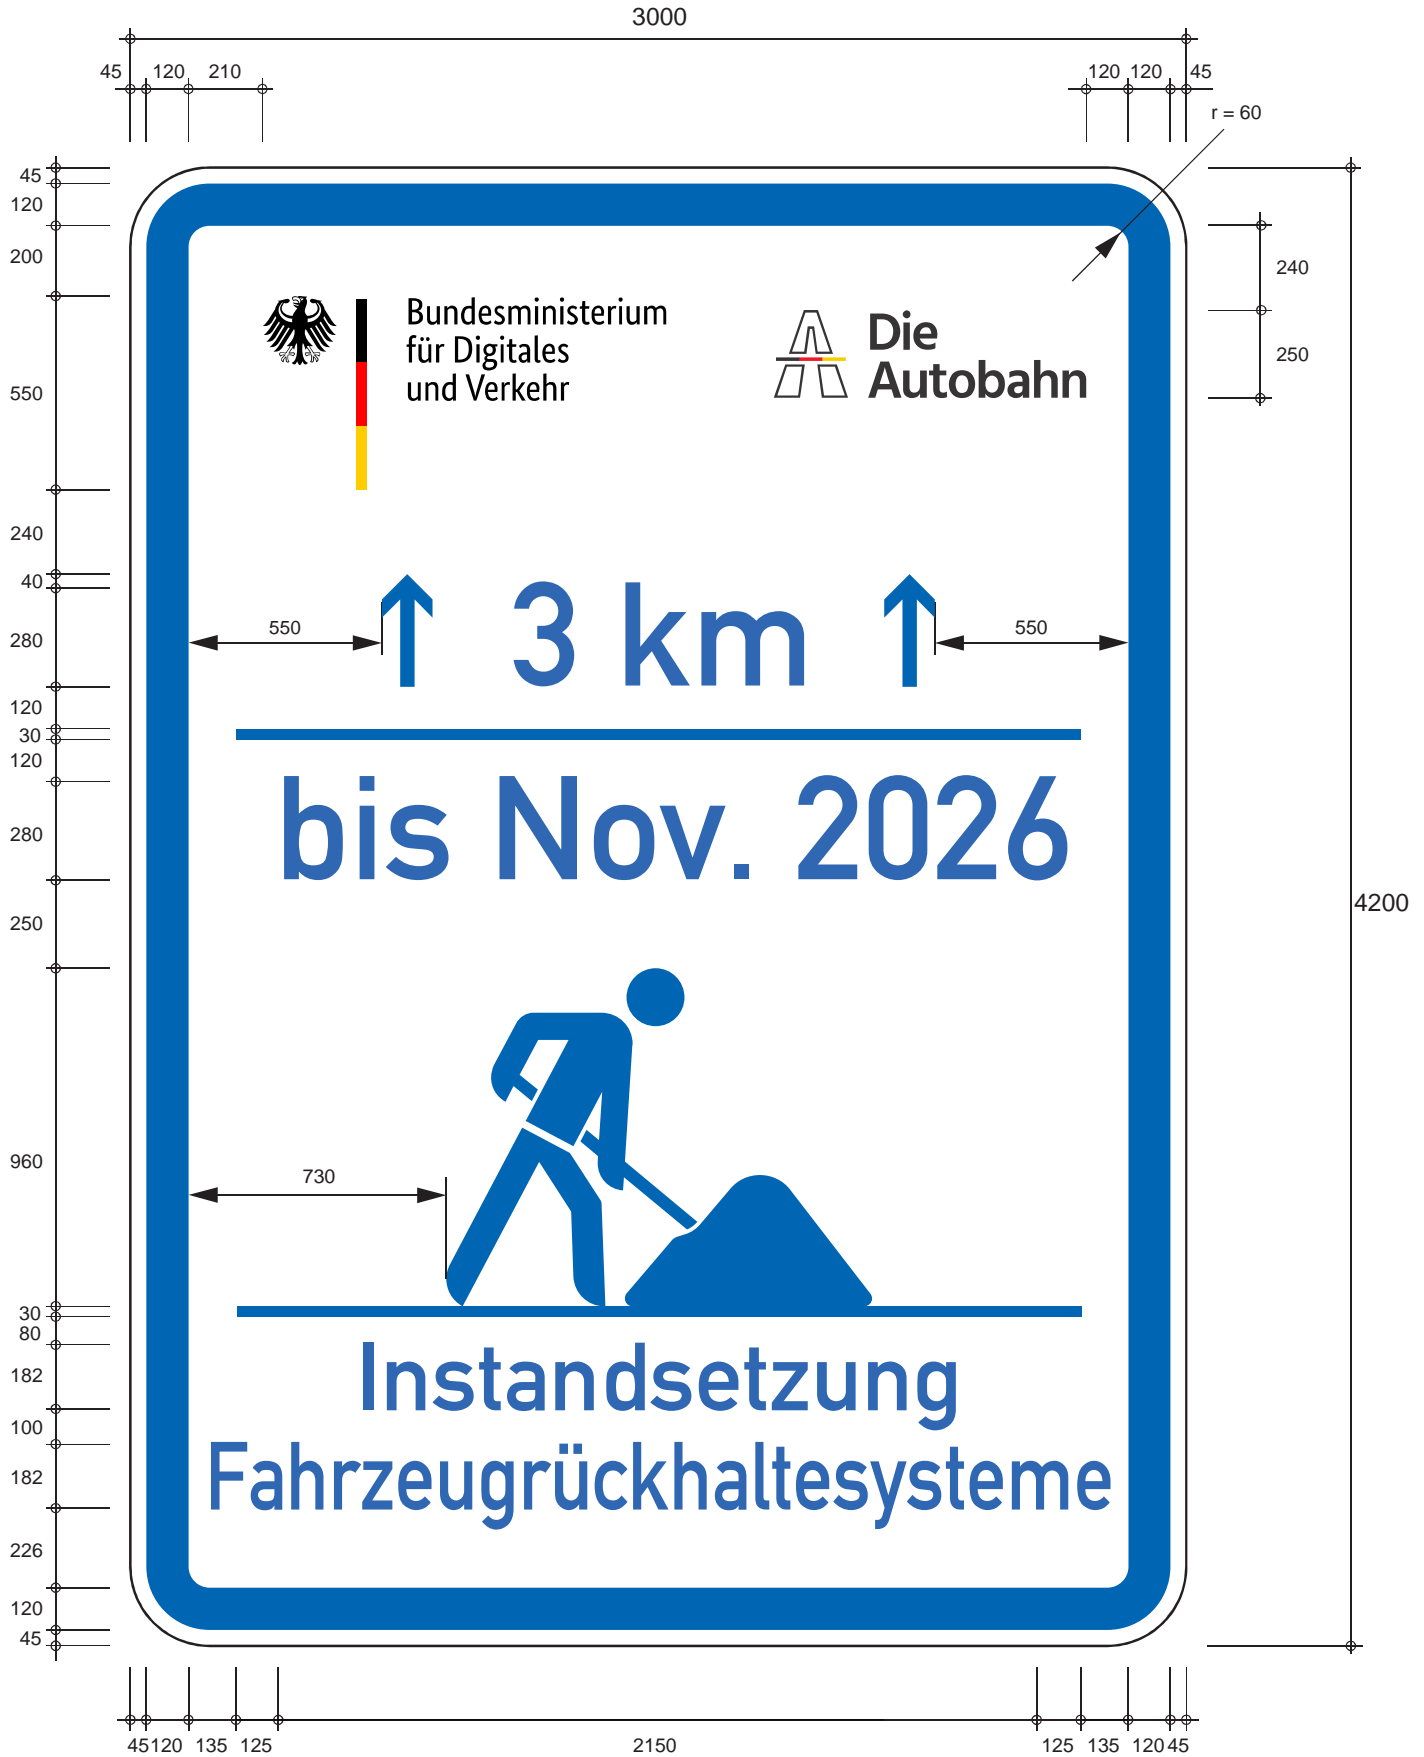 3000
45 120 210 120 120 45
r = 60
45
120
200
240
250
Bundesministerium
für Digitales
und Verkehr
Die
Autobahn
550
240
40
280
3 km
550 550
120
30
120
bis Nov. 2026
280
250
4200
960
730
30
80
182
Instandsetzung
100
182
Fahrzeugrückhaltesysteme
226
120
45
45 120 135 125 2150 125 135 120 45